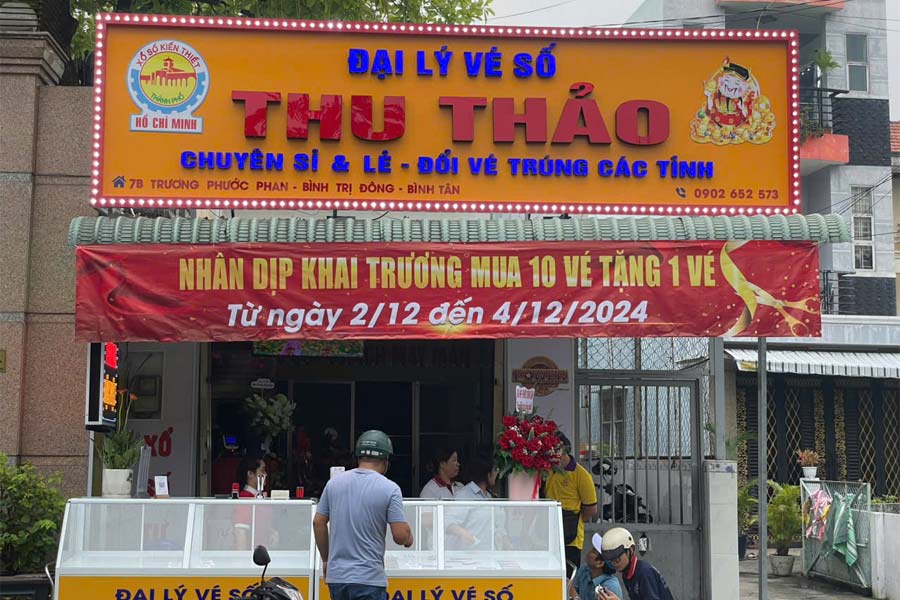 XỔ SỐ KIẾN THIẾT
THÀNH PHỐ
HỒ CHÍ MINH
ĐẠI LÝ VÉ SỐ
THU THẢO
CHUYÊN SỈ & LẺ - ĐỔI VÉ TRÚNG CÁC TỈNH
7B TRƯƠNG PHƯỚC PHAN - BÌNH TRỊ ĐÔNG - BÌNH TÂN
0902 652 573
NHÂN DỊP KHAI TRƯƠNG MUA 10 VÉ TẶNG 1 VÉ
Từ ngày 2/12 đến 4/12/2024
XỔ
ĐẠI LÝ VÉ SỐ
ĐẠI LÝ VÉ SỐ